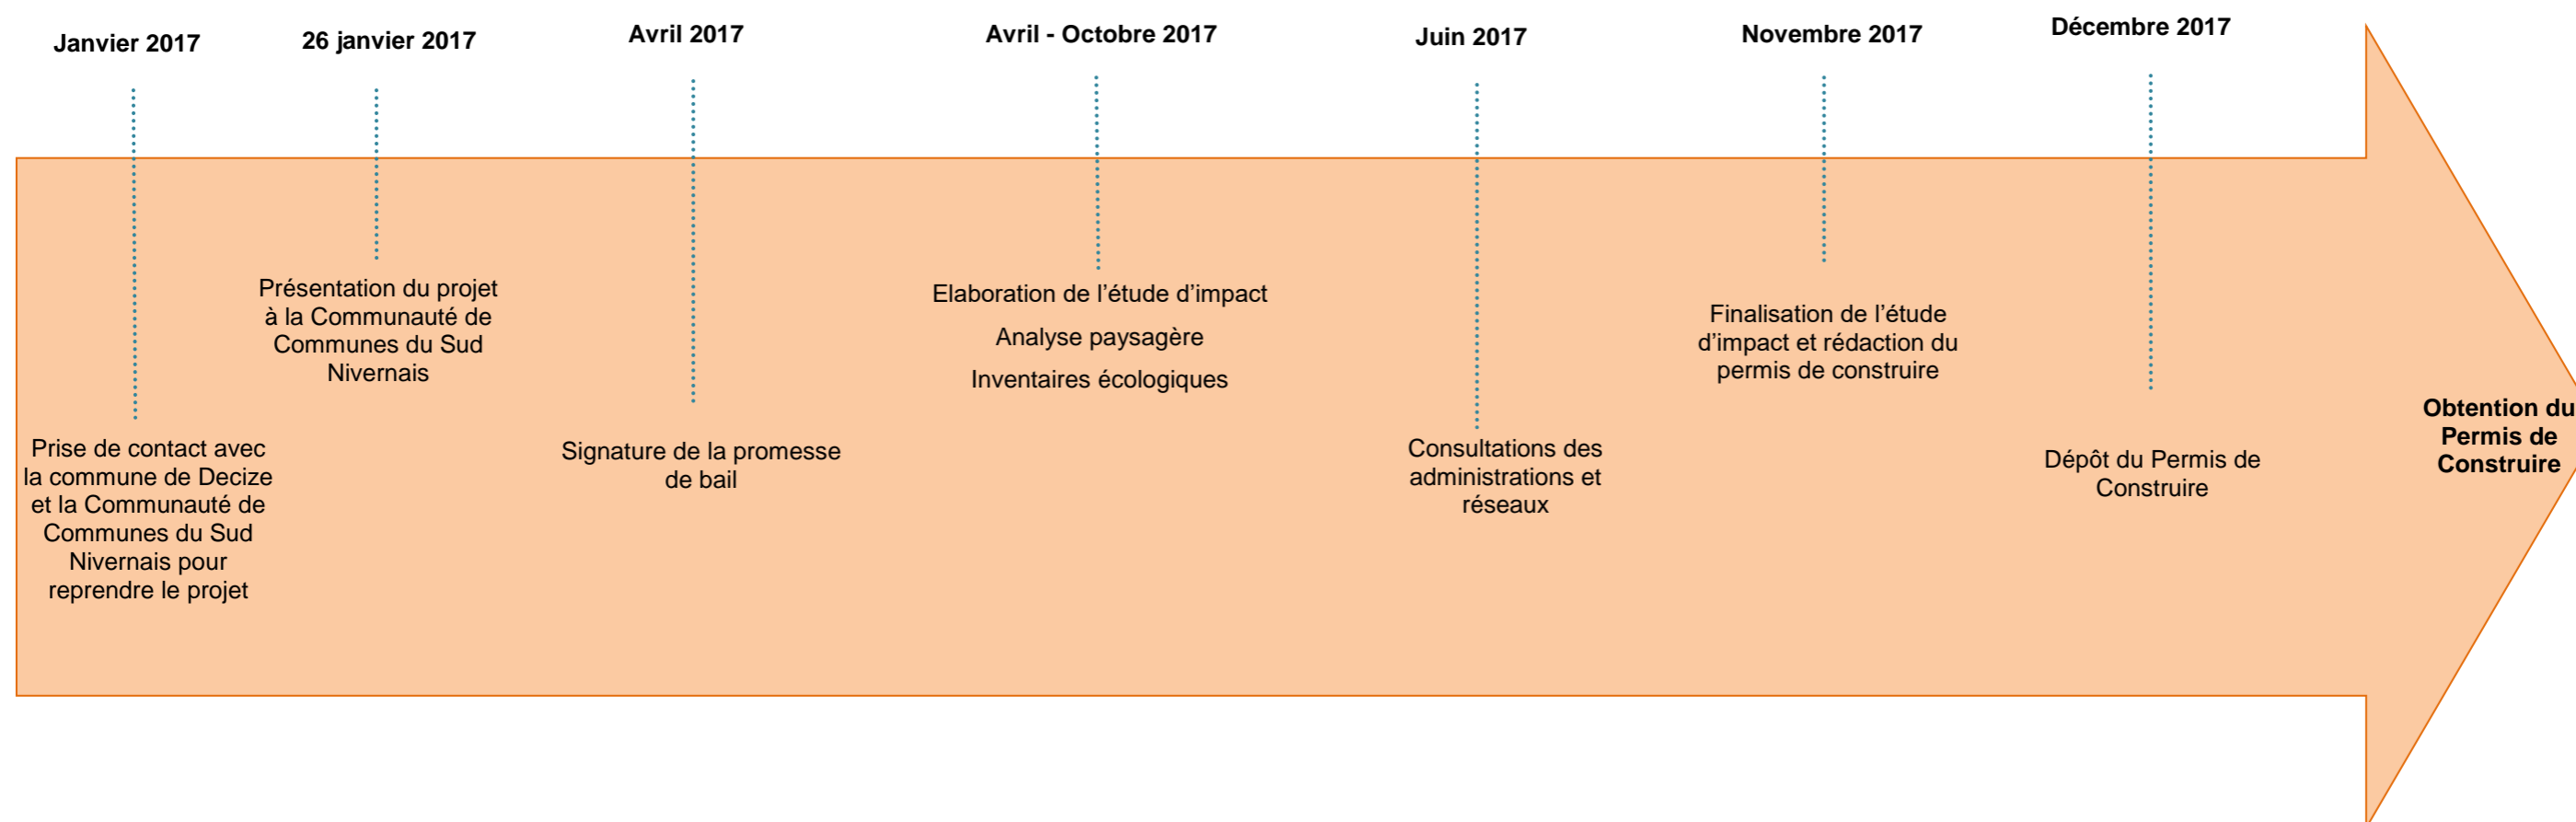 Janvier 2017
26 janvier 2017
Avril 2017
Avril - Octobre 2017
Juin 2017
Novembre 2017
Décembre 2017
Prise de contact avec
la commune de Decize
et la Communauté de
Communes du Sud
Nivernais pour
reprendre le projet
Présentation du projet
à la Communauté de
Communes du Sud
Nivernais
Signature de la promesse
de bail
Elaboration de l’étude d’impact
Analyse paysagère
Inventaires écologiques
Consultations des
administrations et
réseaux
Finalisation de l’étude
d’impact et rédaction du
permis de construire
Dépôt du Permis de
Construire
Obtention du
Permis de
Construire